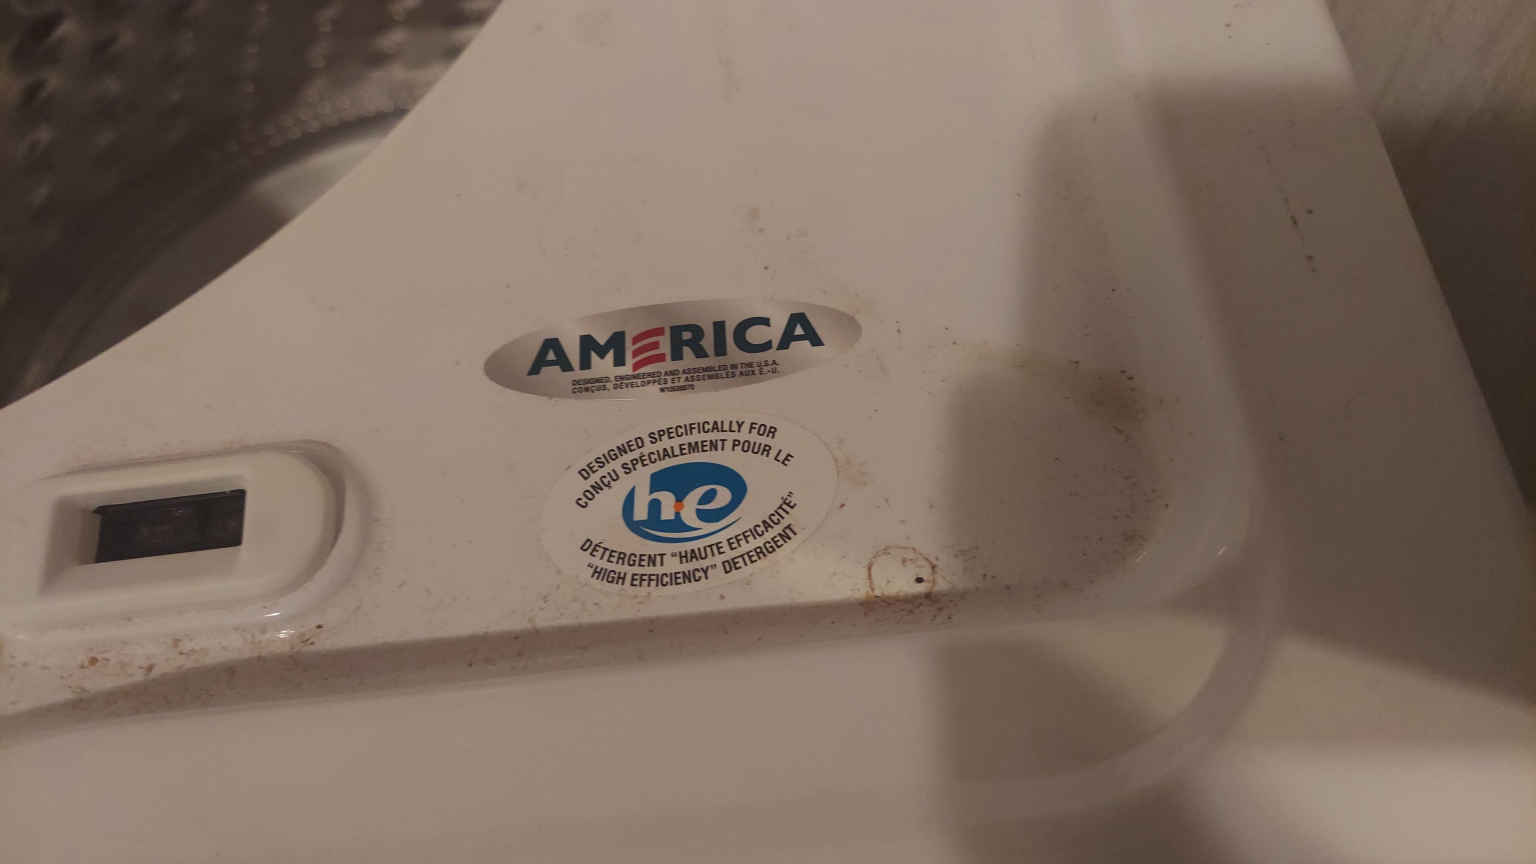 AMERICA
DESIGNED, ENGINEERED AND ASSEMBLED IN THE U.S.A.
CONÇUS, DÉVELOPPÉS ET ASSEMBLÉS AUX É.-U.
DESIGNED SPECIFICALLY FOR
CONÇU SPÉCIALEMENT POUR LE
he
DÉTERGENT “HAUTE EFFICACITÉ”
“HIGH EFFICIENCY” DETERGENT